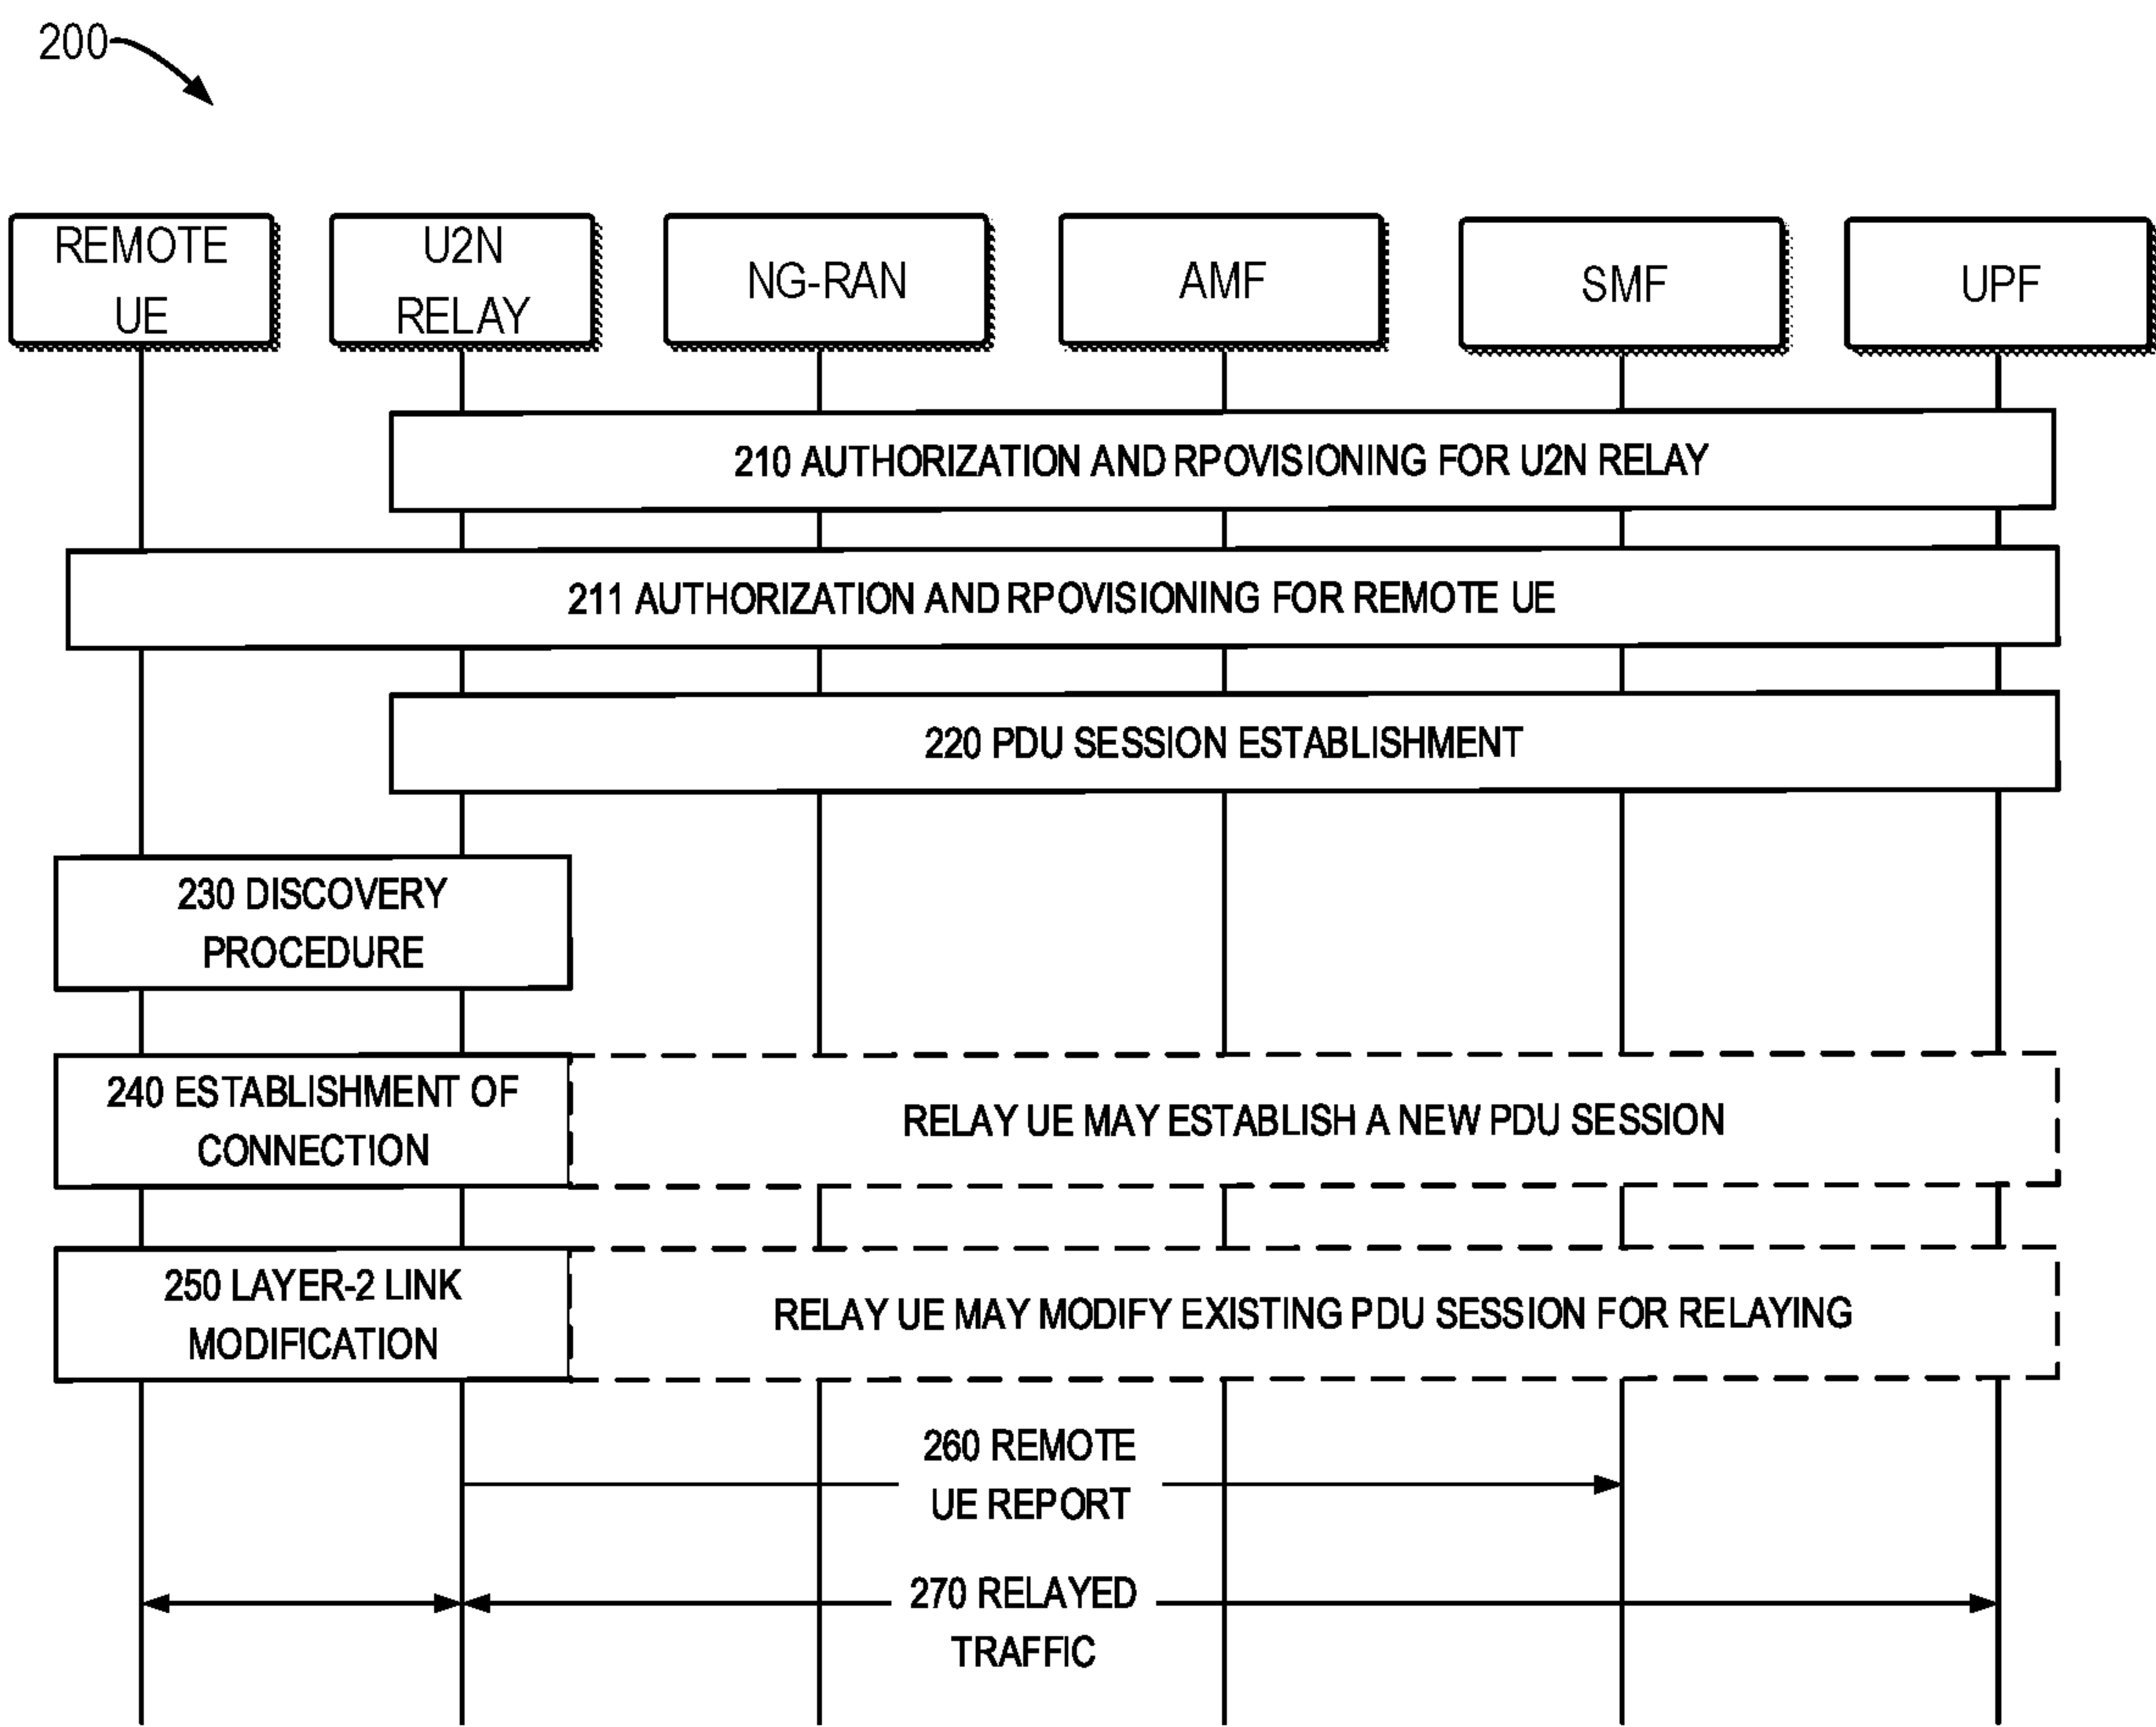 200
REMOTE
UE
U2N
RELAY
NG-RAN
AMF
SMF
UPF
210 AUTHORIZATION AND RPOVISIONING FOR U2N RELAY
211 AUTHORIZATION AND RPOVISIONING FOR REMOTE UE
220 PDU SESSION ESTABLISHMENT
230 DISCOVERY
PROCEDURE
240 ESTABLISHMENT OF
CONNECTION
RELAY UE MAY ESTABLISH A NEW PDU SESSION
250 LAYER-2 LINK
MODIFICATION
RELAY UE MAY MODIFY EXISTING PDU SESSION FOR RELAYING
260 REMOTE
UE REPORT
270 RELAYED
TRAFFIC